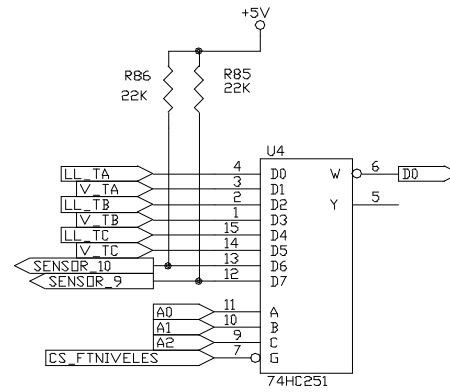 +5V
R86
22K
R85
22K
U4
LL_TA 4 D0 W 6 D0
V_TA 3 D1
LL_TB 2 D2 Y 5
V_TB 1 D3
LL_TC 15 D4
V_TC 14 D5
SENSOR_10 13 D6
SENSOR_9 12 D7
A0 11 A
A1 10 B
A2 9 C
CS_FTNIVELES 7 G
74HC251